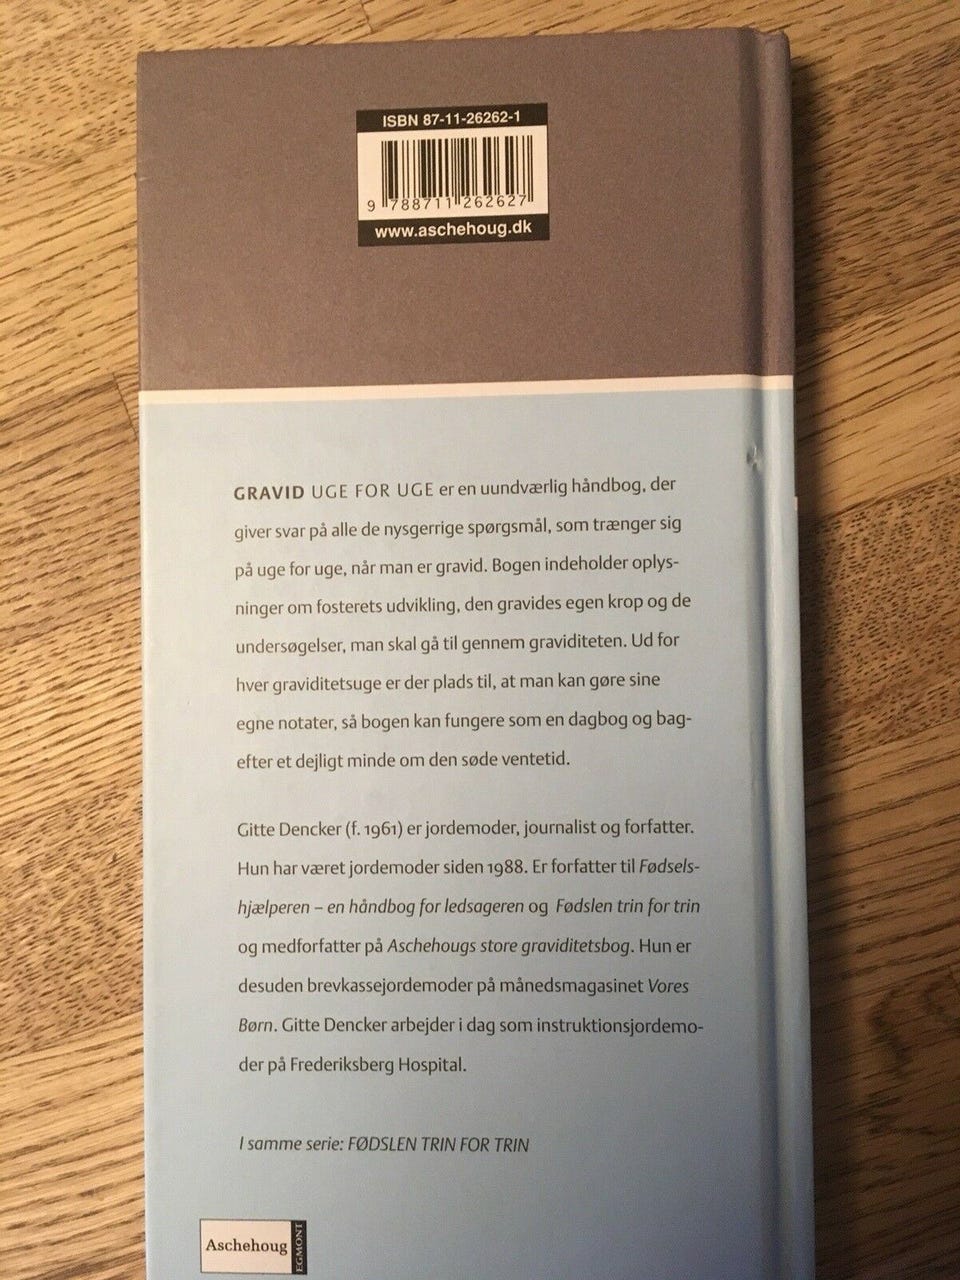 ISBN 87-11-26262-1
9 788711 262627
www.aschehoug.dk
GRAVID UGE FOR UGE er en uundværlig håndbog, der
giver svar på alle de nysgerrige spørgsmål, som trænger sig
på uge for uge, når man er gravid. Bogen indeholder oplys-
ninger om fosterets udvikling, den gravides egen krop og de
undersøgelser, man skal gå til gennem graviditeten. Ud for
hver graviditetsuge er der plads til, at man kan gøre sine
egne notater, så bogen kan fungere som en dagbog og bag-
efter et dejligt minde om den søde ventetid.
Gitte Dencker (f. 1961) er jordemoder, journalist og forfatter.
Hun har været jordemoder siden 1988. Er forfatter til Fødsels-
hjælperen – en håndbog for ledsageren og Fødslen trin for trin
og medforfatter på Aschehougs store graviditetsbog. Hun er
desuden brevkassejordemoder på månedsmagasinet Vores
Børn. Gitte Dencker arbejder i dag som instruktionsjordemo-
der på Frederiksberg Hospital.
I samme serie: FØDSLEN TRIN FOR TRIN
Aschehoug
EGMONT